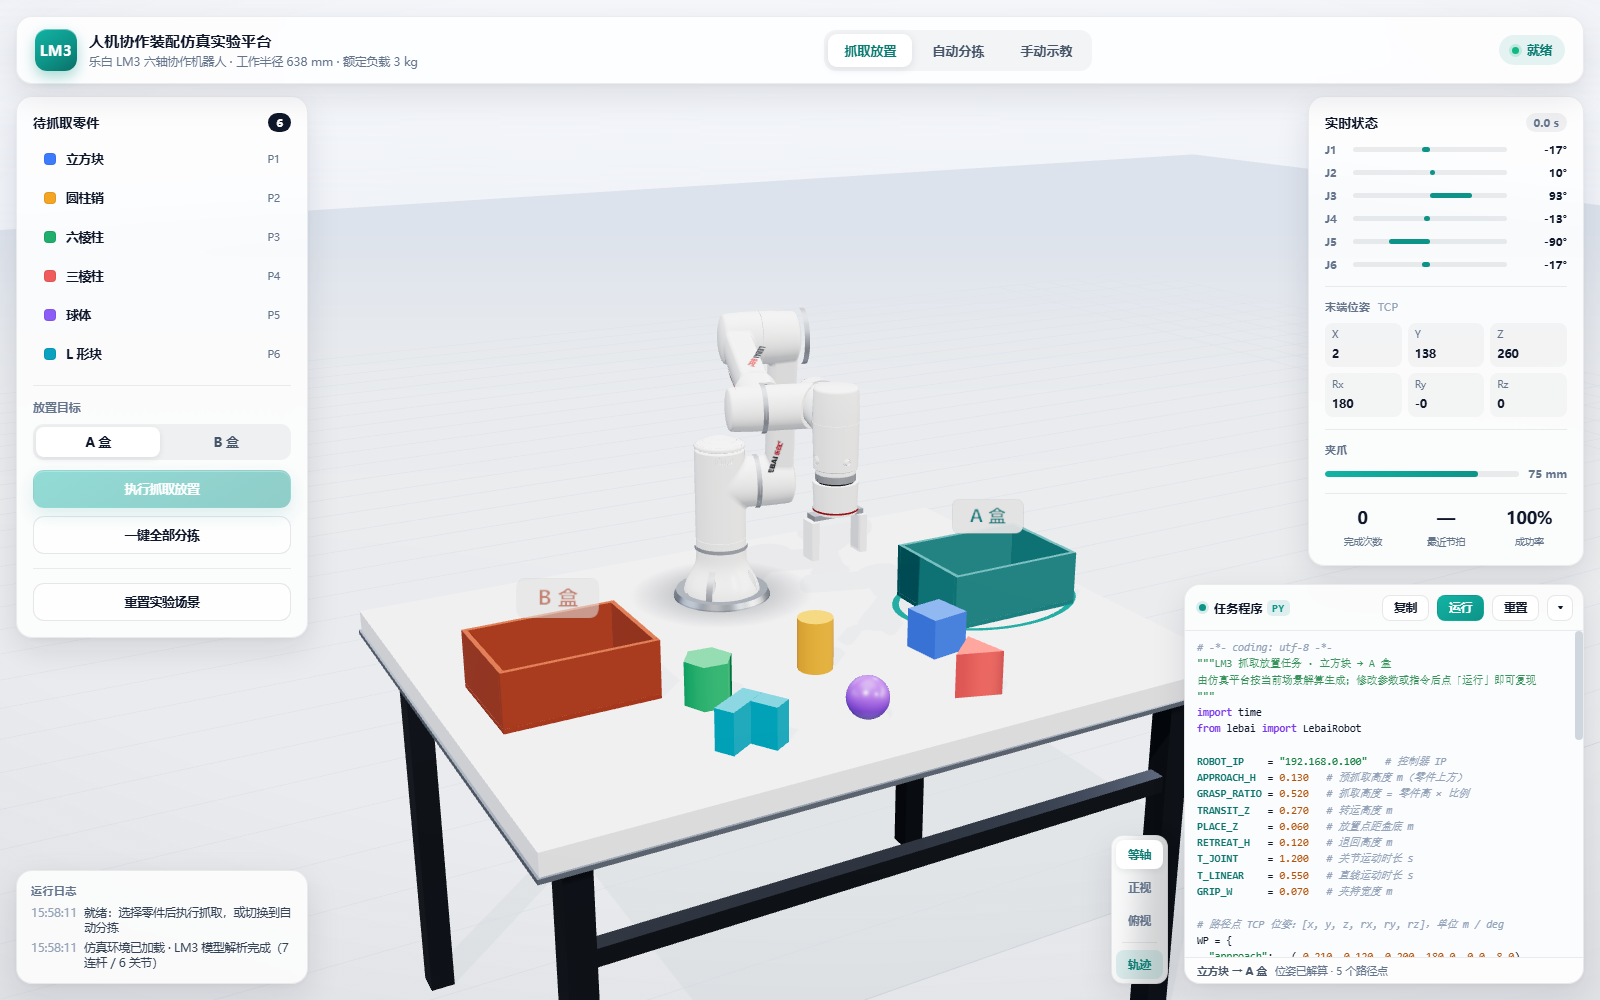 LM3
人机协作装配仿真实验平台
乐白 LM3 六轴协作机器人 · 工作半径 638 mm · 额定负载 3 kg
抓取放置
自动分拣
手动示教
就绪
待抓取零件
6
立方块 P1
圆柱销 P2
六棱柱 P3
三棱柱 P4
球体 P5
L 形块 P6
放置目标
A 盒
B 盒
执行抓取放置
一键全部分拣
重置实验场景
运行日志
15:58:11 就绪：选择零件后执行抓取，或切换到自
动分拣
15:58:11 仿真环境已加载 · LM3 模型解析完成（7
连杆 / 6 关节）
A 盒
B 盒
实时状态
0.0 s
J1 -17°
J2 10°
J3 93°
J4 -13°
J5 -90°
J6 -17°
末端位姿 TCP
X Y Z
2 138 260
Rx Ry Rz
180 -0 0
夹爪
75 mm
0 — 100%
完成次数 最近节拍 成功率
等轴
正视
俯视
轨迹
任务程序 PY
复制
运行
重置
# -*- coding: utf-8 -*-
"""LM3 抓取放置任务 · 立方块 → A 盒
由仿真平台按当前场景解算生成；修改参数或指令后点「运行」即可复现
"""
import time
from lebai import LebaiRobot
ROBOT_IP = "192.168.0.100" # 控制器 IP
APPROACH_H = 0.130 # 预抓取高度 m（零件上方）
GRASP_RATIO = 0.520 # 抓取高度 = 零件高 × 比例
TRANSIT_Z = 0.270 # 转运高度 m
PLACE_Z = 0.060 # 放置点距盒底 m
RETREAT_H = 0.120 # 退回高度 m
T_JOINT = 1.200 # 关节运动时长 s
T_LINEAR = 0.550 # 直线运动时长 s
GRIP_W = 0.070 # 夹持宽度 m
# 路径点 TCP 位姿：[x, y, z, rx, ry, rz]，单位 m / deg
WP = {
立方块 → A 盒 位姿已解算 · 5 个路径点